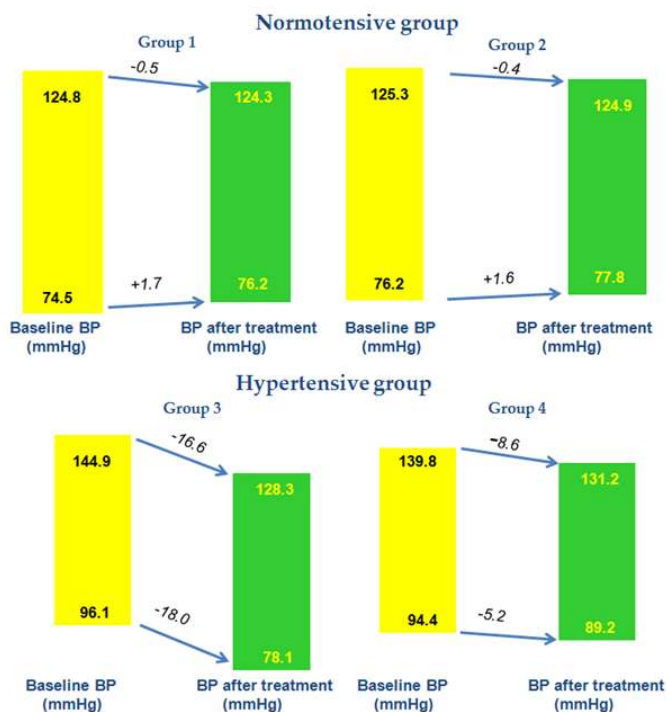 Normotensive group
Group 1
Group 2
-0.5
-0.4
124.8
124.3
125.3
124.9
+1.7
+1.6
74.5
76.2
76.2
77.8
Baseline BP
(mmHg)
BP after treatment
(mmHg)
Baseline BP
(mmHg)
BP after treatment
(mmHg)
Hypertensive group
Group 3
Group 4
-16.6
-8.6
144.9
128.3
139.8
131.2
-18.0
-5.2
96.1
78.1
94.4
89.2
Baseline BP
(mmHg)
BP after treatment
(mmHg)
Baseline BP
(mmHg)
BP after treatment
(mmHg)